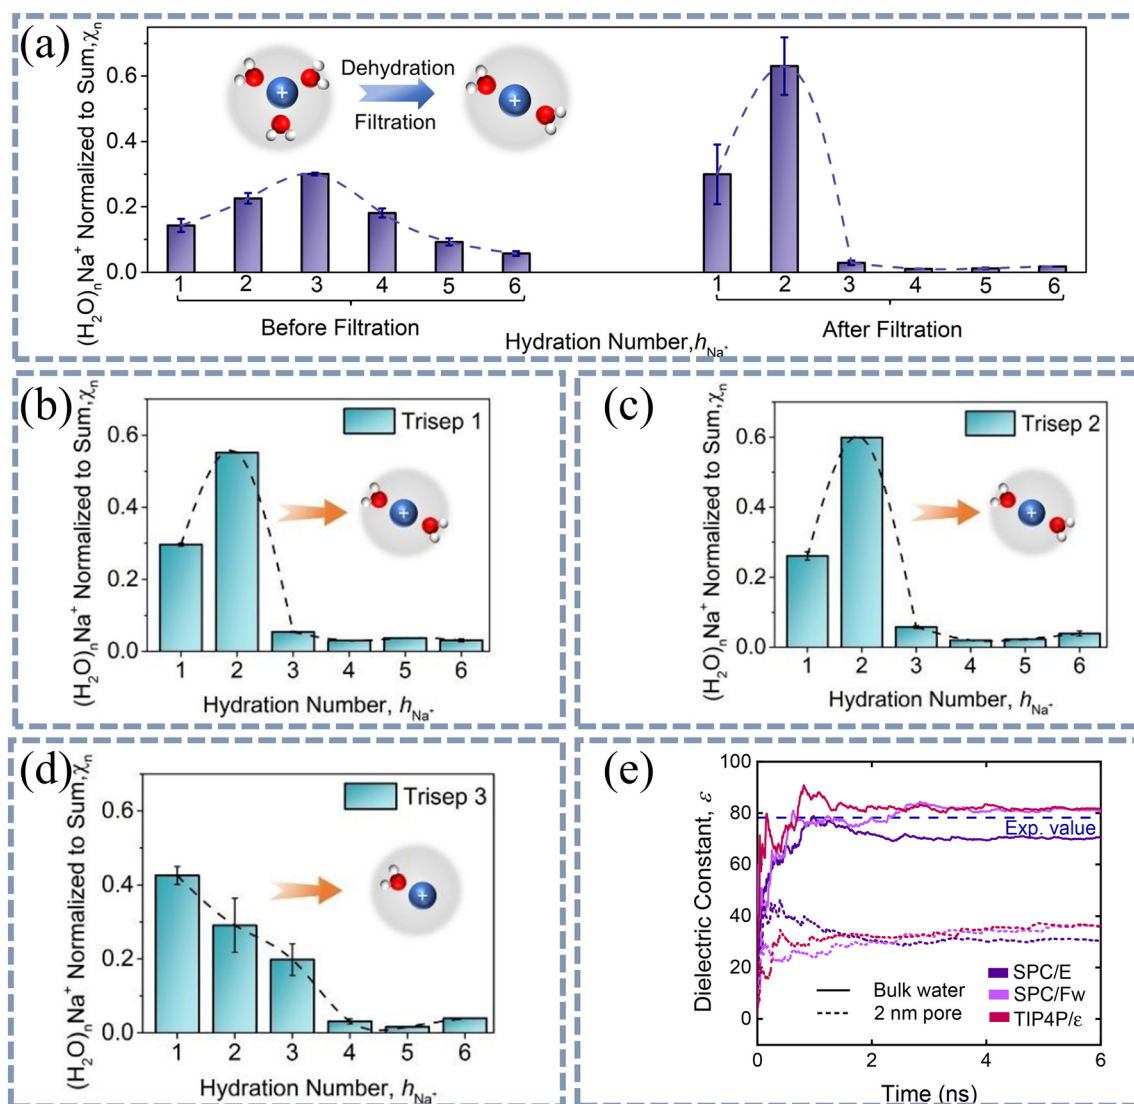 (a)
(H₂O)ₙNa⁺ Normalized to Sum,χₙ
0.6
0.4
0.2
0.0
Dehydration
Filtration
+
+
1 2 3 4 5 6
1 2 3 4 5 6
Before Filtration
After Filtration
Hydration Number,hNa⁺
(b)
(H₂O)ₙNa⁺ Normalized to Sum,χₙ
0.6
0.4
0.2
0.0
Trisep 1
+
1 2 3 4 5 6
Hydration Number, hNa⁺
(c)
(H₂O)ₙNa⁺ Normalized to Sum,χₙ
0.6
0.4
0.2
0.0
Trisep 2
+
1 2 3 4 5 6
Hydration Number, hNa⁺
(d)
(H₂O)ₙNa⁺ Normalized to Sum,χₙ
0.6
0.4
0.2
0.0
Trisep 3
+
1 2 3 4 5 6
Hydration Number, hNa⁺
(e)
Dielectric Constant, ε
100
80
60
40
20
0
Exp. value
Bulk water
2 nm pore
SPC/E
SPC/Fw
TIP4P/ε
0 2 4 6
Time (ns)